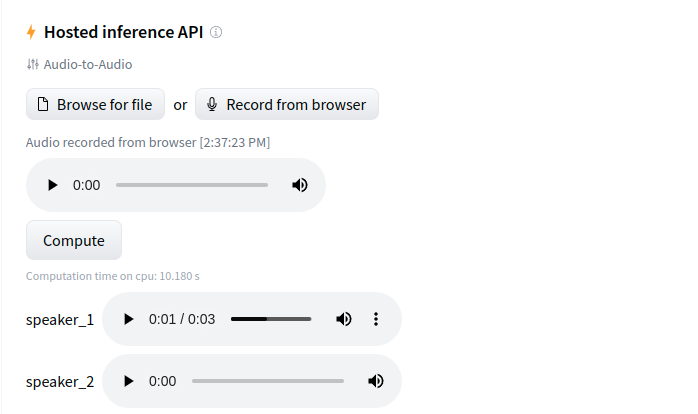 Hosted inference API
Audio-to-Audio
Browse for file or Record from browser
Audio recorded from browser [2:37:23 PM]
0:00
Compute
Computation time on cpu: 10.180 s
speaker_1 0:01 / 0:03
speaker_2 0:00